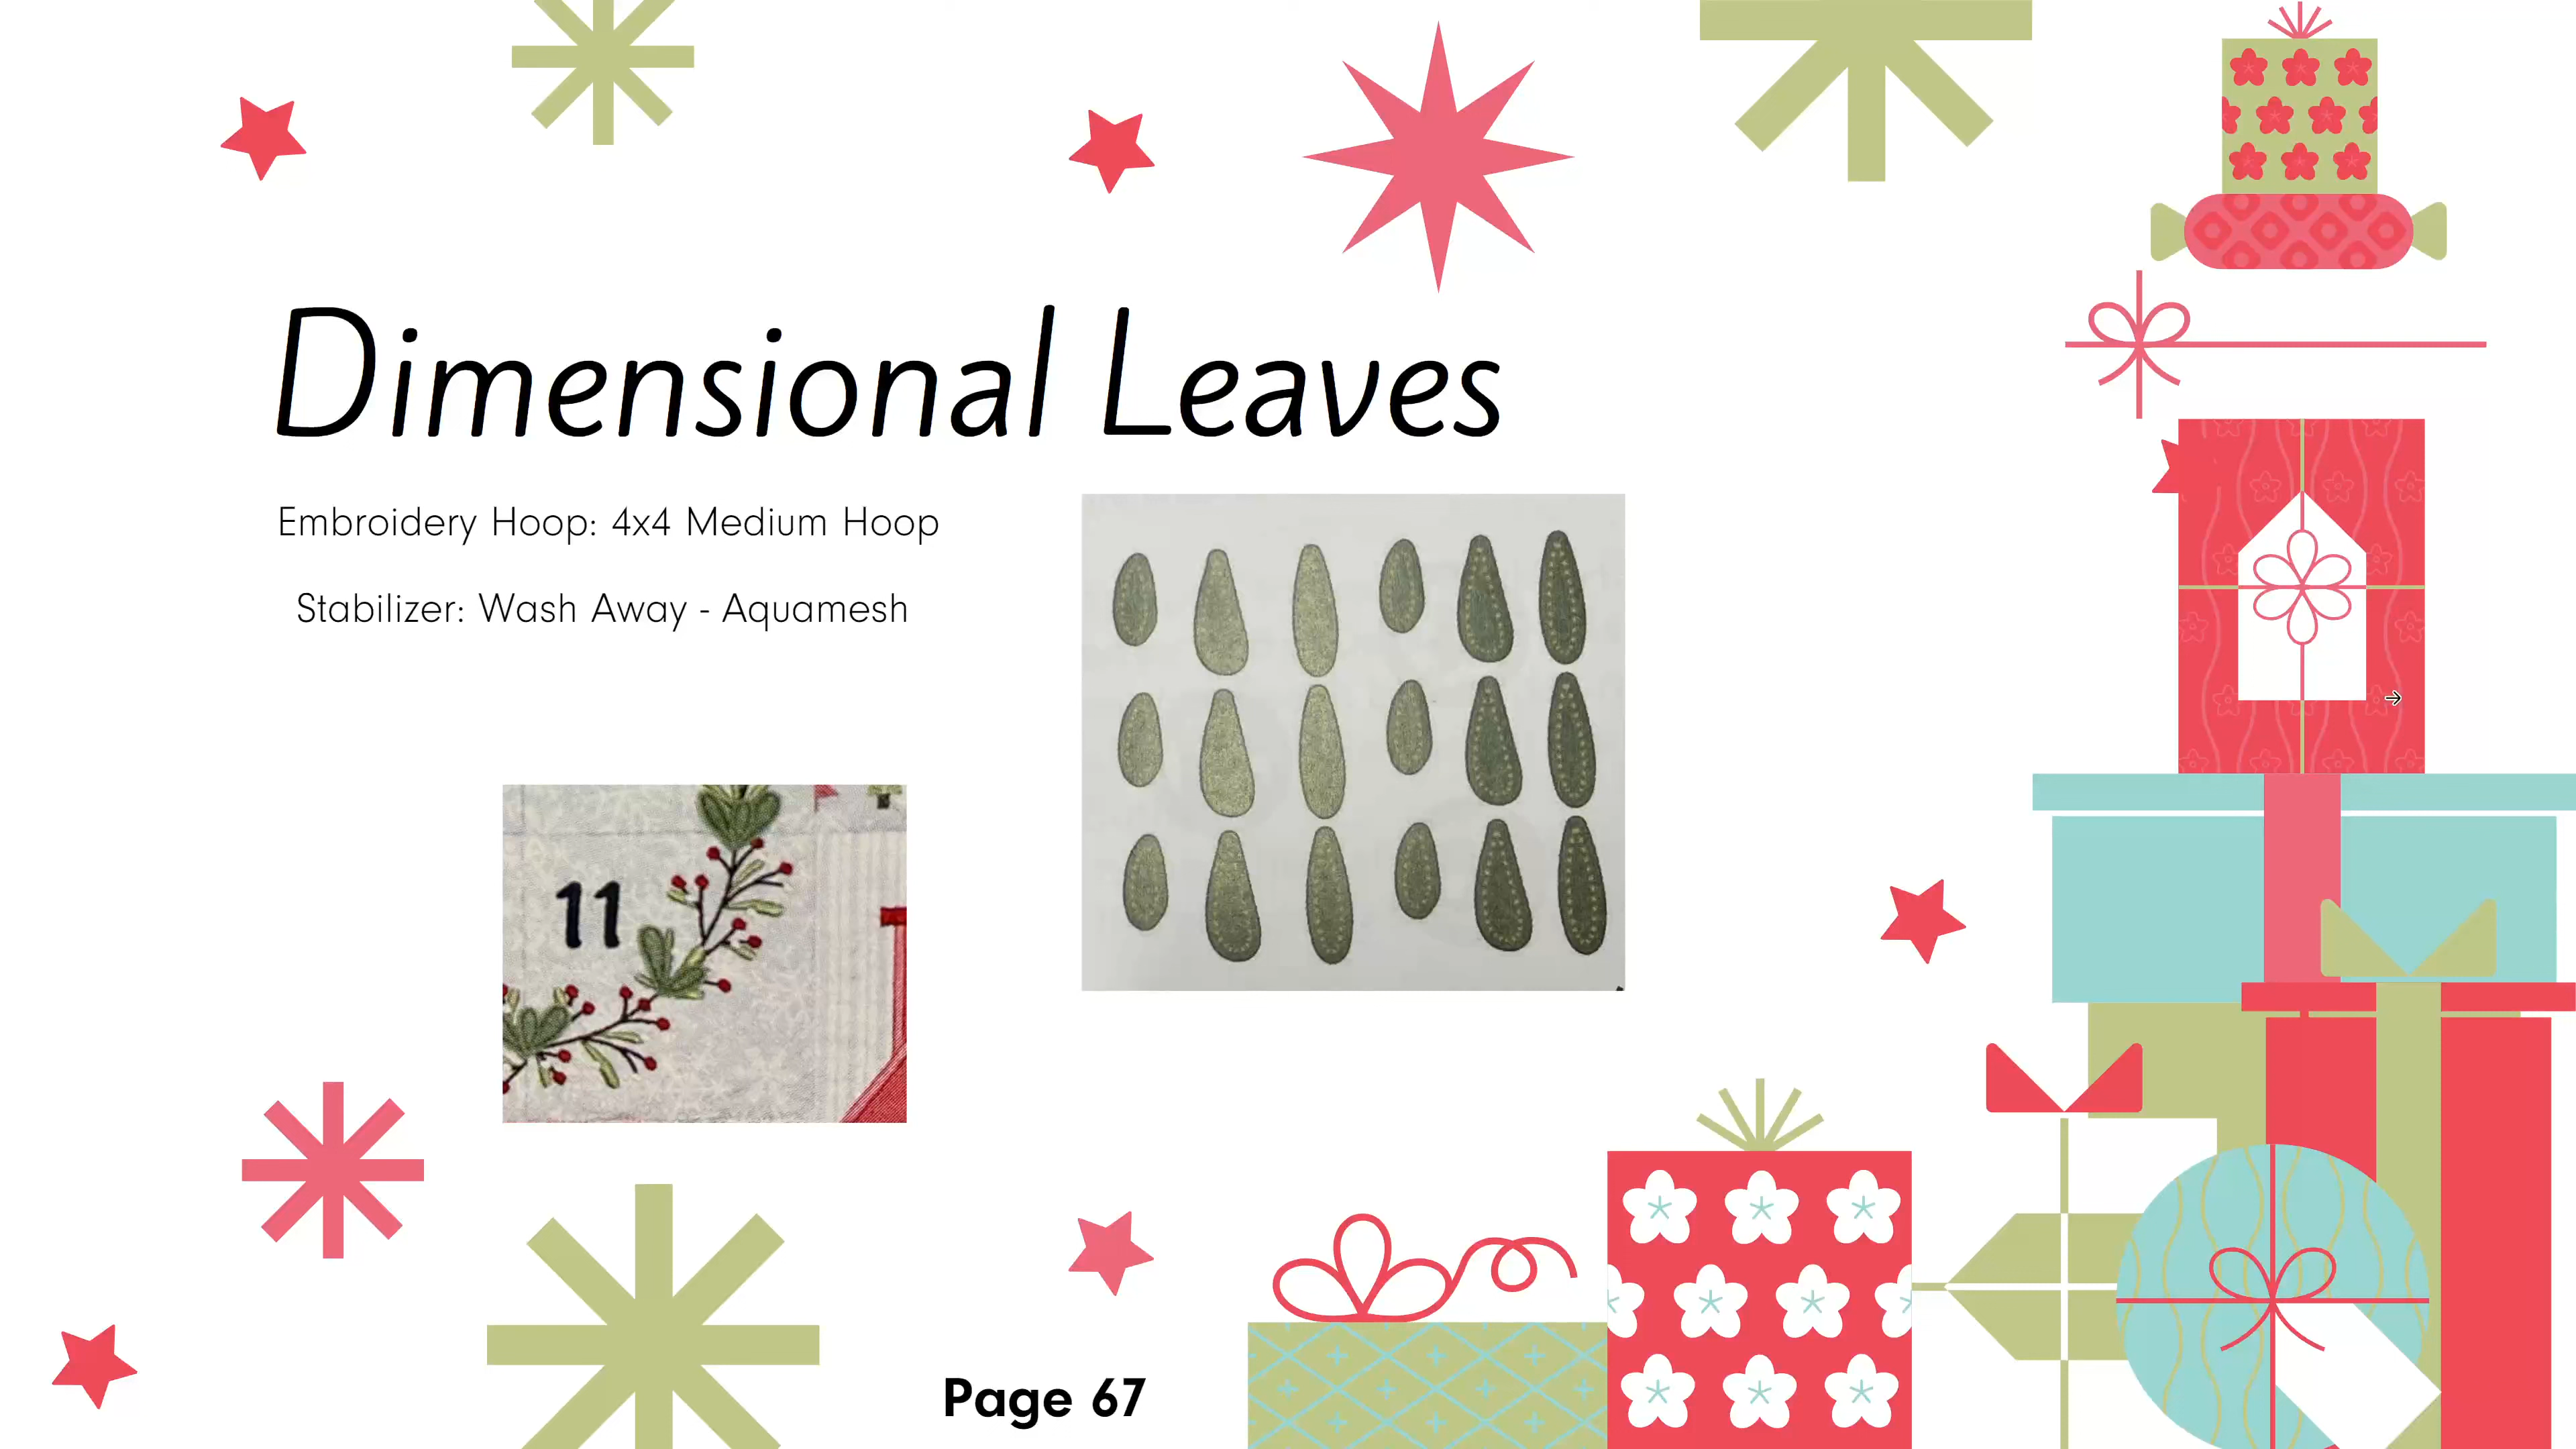 Dimensional Leaves
Embroidery Hoop: 4x4 Medium Hoop
Stabilizer: Wash Away - Aquamesh
11
Page 67